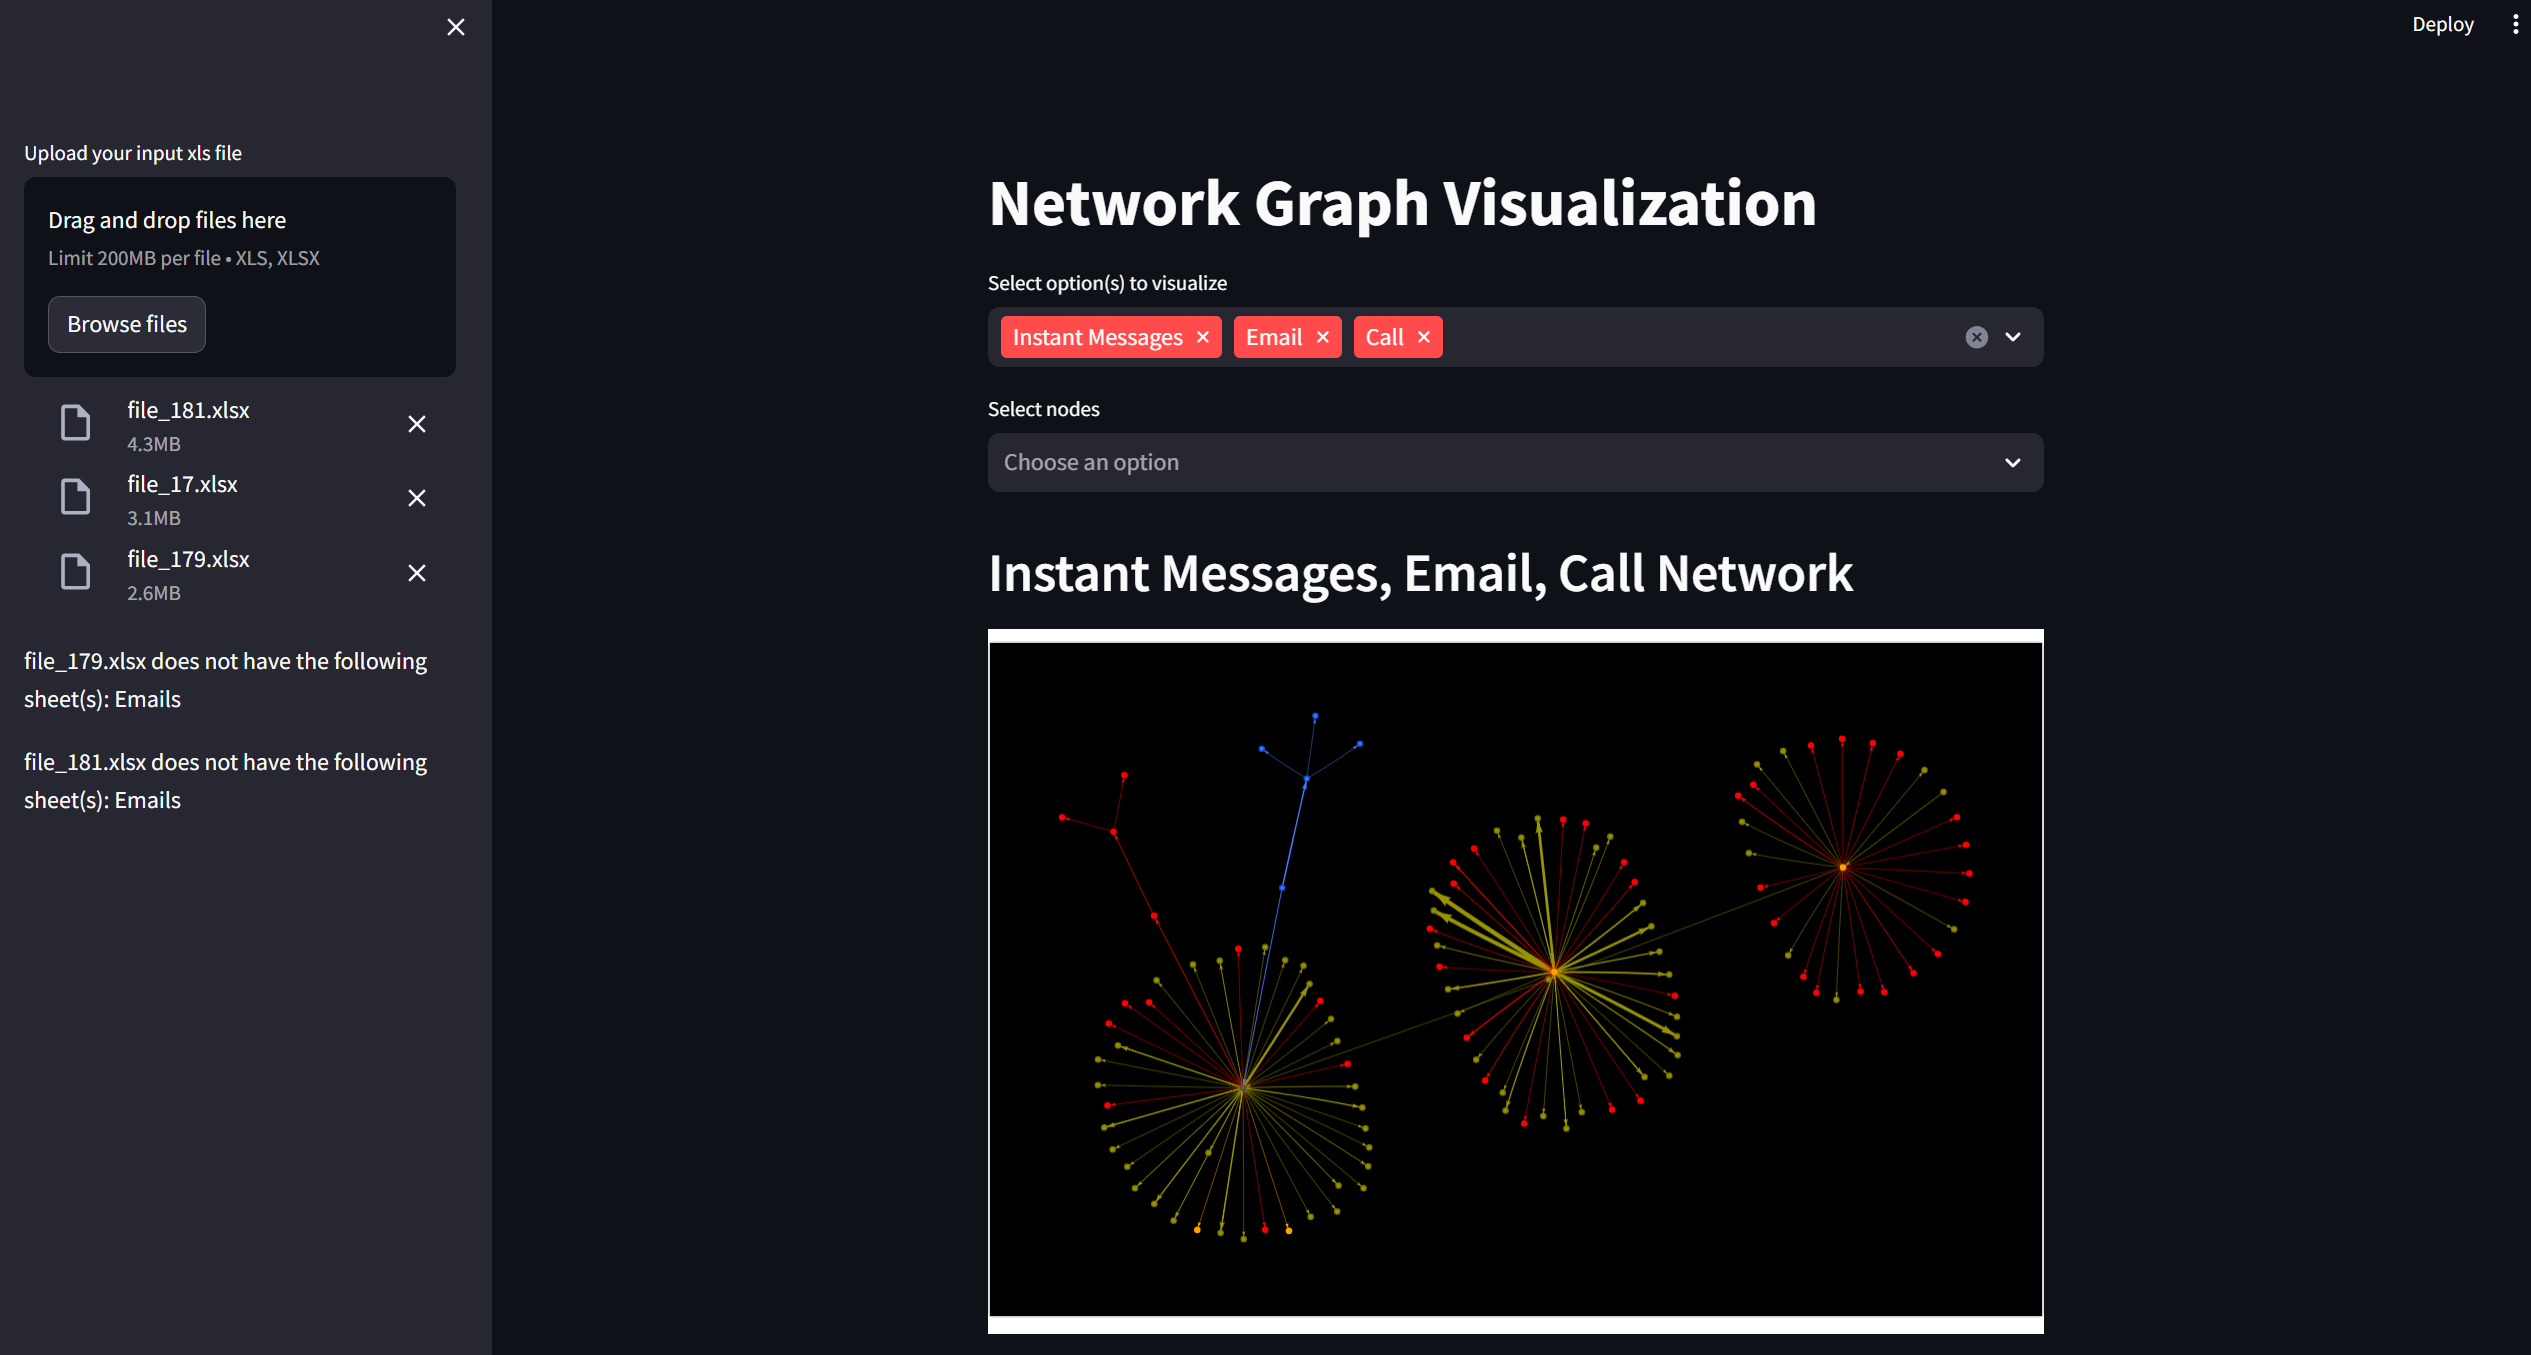 Deploy
Upload your input xls file
Drag and drop files here
Limit 200MB per file • XLS, XLSX
Browse files
file_181.xlsx
4.3MB
file_17.xlsx
3.1MB
file_179.xlsx
2.6MB
file_179.xlsx does not have the following
sheet(s): Emails
file_181.xlsx does not have the following
sheet(s): Emails
Network Graph Visualization
Select option(s) to visualize
Instant Messages Email Call
Select nodes
Choose an option
Instant Messages, Email, Call Network